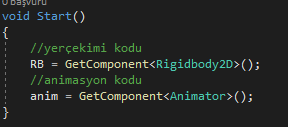 0 başvuru
void Start()
{
//yerçekimi kodu
RB = GetComponent<Rigidbody2D>();
//animasyon kodu
anim = GetComponent<Animator>();
}